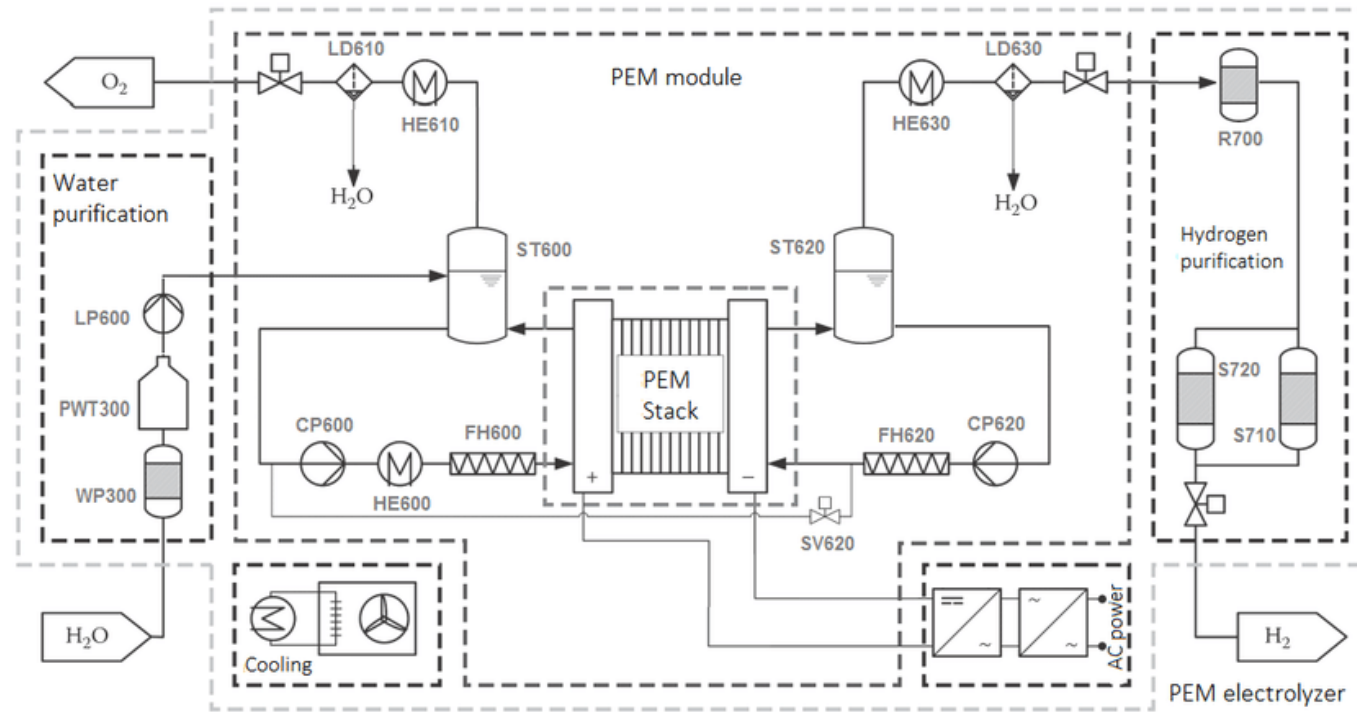 LD610
LD630
O₂
PEM module
HE610
HE630
R700
Water
purification
H₂O
H₂O
ST600
ST620
Hydrogen
purification
LP600
PEM
Stack
S720
PWT300
CP600
FH600
FH620
CP620
S710
WP300
HE600
+
−
SV620
H₂O
Cooling
~
~
~
AC power
H₂
PEM electrolyzer